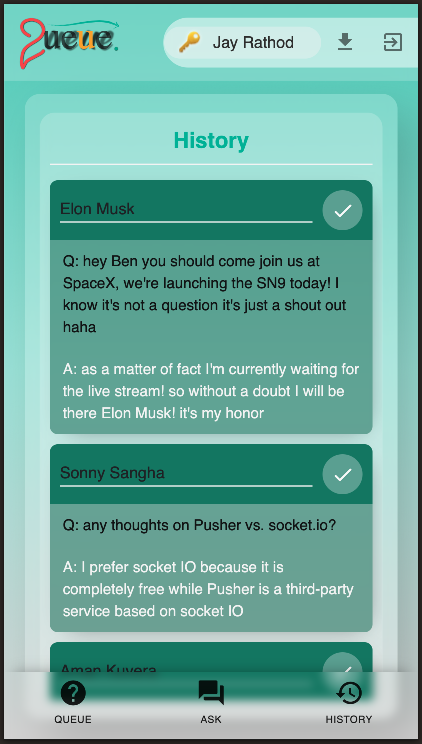 Queue.
Jay Rathod
History
Elon Musk
Q: hey Ben you should come join us at
SpaceX, we're launching the SN9 today! I
know it's not a question it's just a shout out
haha
A: as a matter of fact I'm currently waiting for
the live stream! so without a doubt I will be
there Elon Musk! it's my honor
Sonny Sangha
Q: any thoughts on Pusher vs. socket.io?
A: I prefer socket IO because it is
completely free while Pusher is a third-party
service based on socket IO
Aman Kuvera
QUEUE
ASK
HISTORY